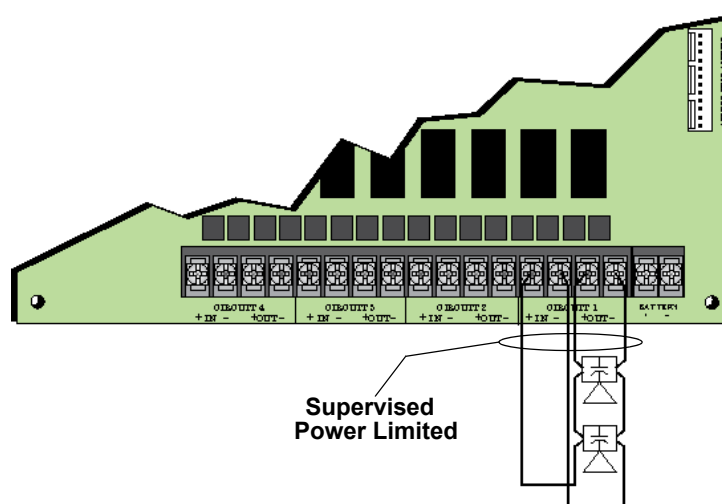 CIRCUIT 4 CIRCUIT 3 CIRCUIT 2 CIRCUIT 1 BATTERY
+ IN - +OUT- + IN - +OUT- + IN - +OUT- + IN - +OUT- + -
Supervised
Power Limited